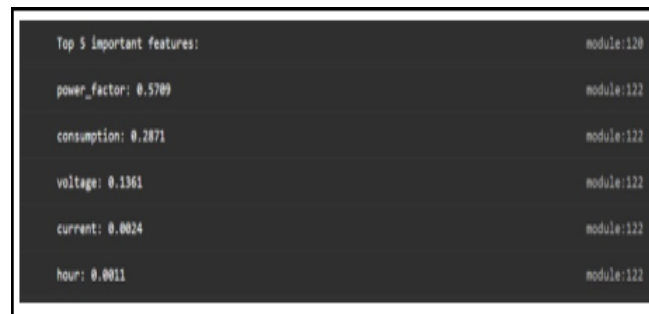 Top 5 important features: module:120
power_factor: 0.5709 module:122
consumption: 0.2871 module:122
voltage: 0.1361 module:122
current: 0.0024 module:122
hour: 0.0011 module:122